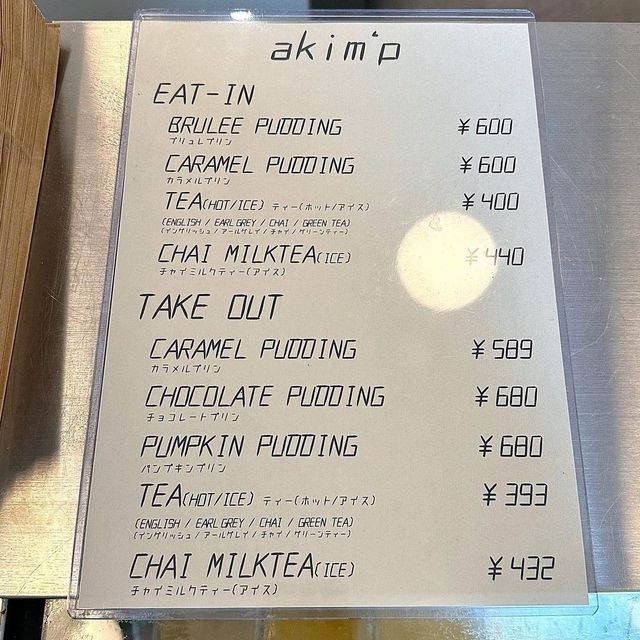 akim'p
EAT-IN
BRULEE PUDDING ¥600
ブリュレプリン
CARAMEL PUDDING ¥600
カラメルプリン
TEA(HOT/ICE) ティー(ホット/アイス) ¥400
(ENGLISH / EARL GREY / CHAI / GREEN TEA)
(イングリッシュ / アールグレイ / チャイ / グリーンティー)
CHAI MILKTEA(ICE) ¥440
チャイミルクティー(アイス)
TAKE OUT
CARAMEL PUDDING ¥589
カラメルプリン
CHOCOLATE PUDDING ¥680
チョコレートプリン
PUMPKIN PUDDING ¥680
パンプキンプリン
TEA(HOT/ICE) ティー(ホット/アイス) ¥393
(ENGLISH / EARL GREY / CHAI / GREEN TEA)
(イングリッシュ / アールグレイ / チャイ / グリーンティー)
CHAI MILKTEA(ICE) ¥432
チャイミルクティー(アイス)